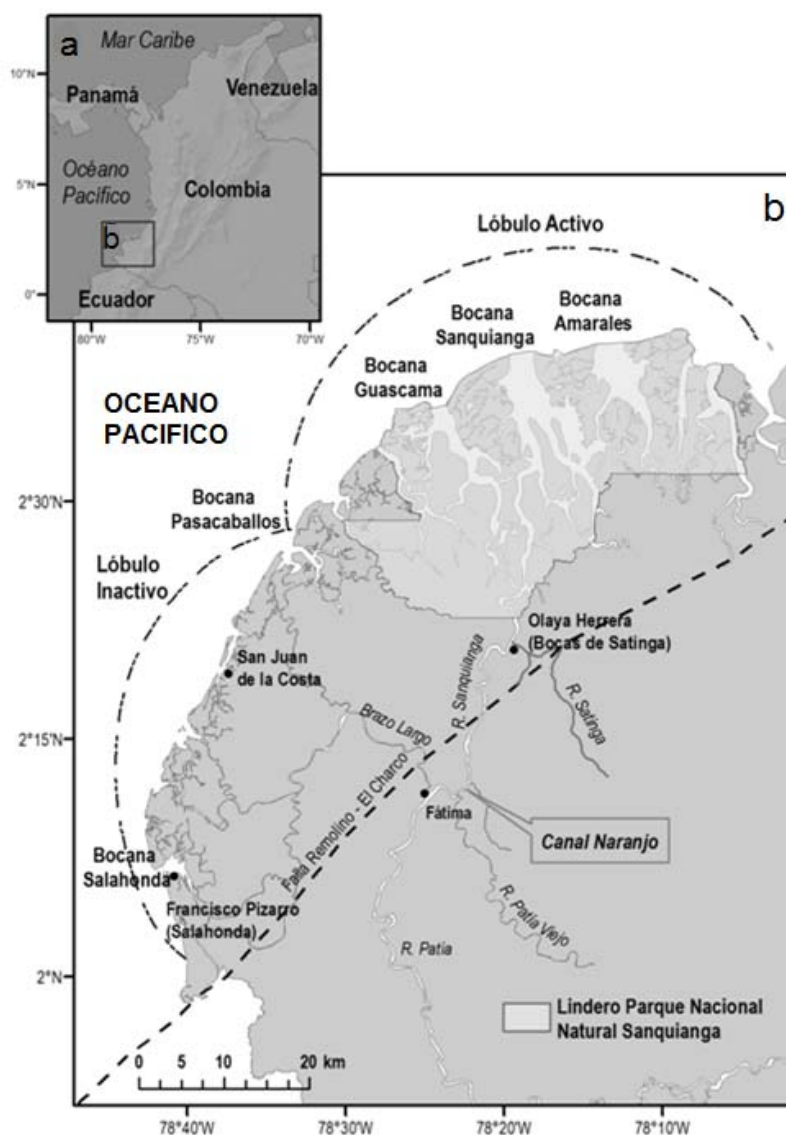 a
Mar Caribe
10°N
Panamá
Venezuela
Océano
Pacífico
5°N
Colombia
b
0°
Ecuador
80°W
75°W
70°W
b
Lóbulo Activo
Bocana
Amarales
Bocana
Sanquianga
Bocana
Guascama
OCEANO
PACIFICO
2°30'N
Bocana
Pasacaballos
Lóbulo
Inactivo
Olaya Herrera
(Bocas de Satinga)
San Juan
de la Costa
R. Sanquianga
R. Satinga
Brazo Largo
2°15'N
Falla Remolino - El Charco
Fátima
Canal Naranjo
Bocana
Salahonda
Francisco Pizarro
(Salahonda)
R. Patía Viejo
R. Patía
2°N
Lindero Parque Nacional
Natural Sanquianga
0 5 10 20 km
78°40'W
78°30'W
78°20'W
78°10'W